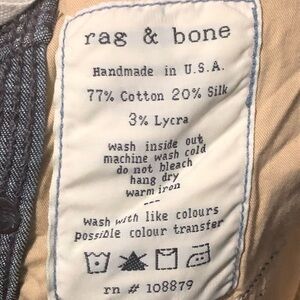 rag & bone
Handmade in U.S.A.
77% Cotton 20% Silk
3% Lycra
wash inside out
machine wash cold
do not bleach
hang dry
warm iron
---
wash with like colours
possible colour transfer
rn # 108879